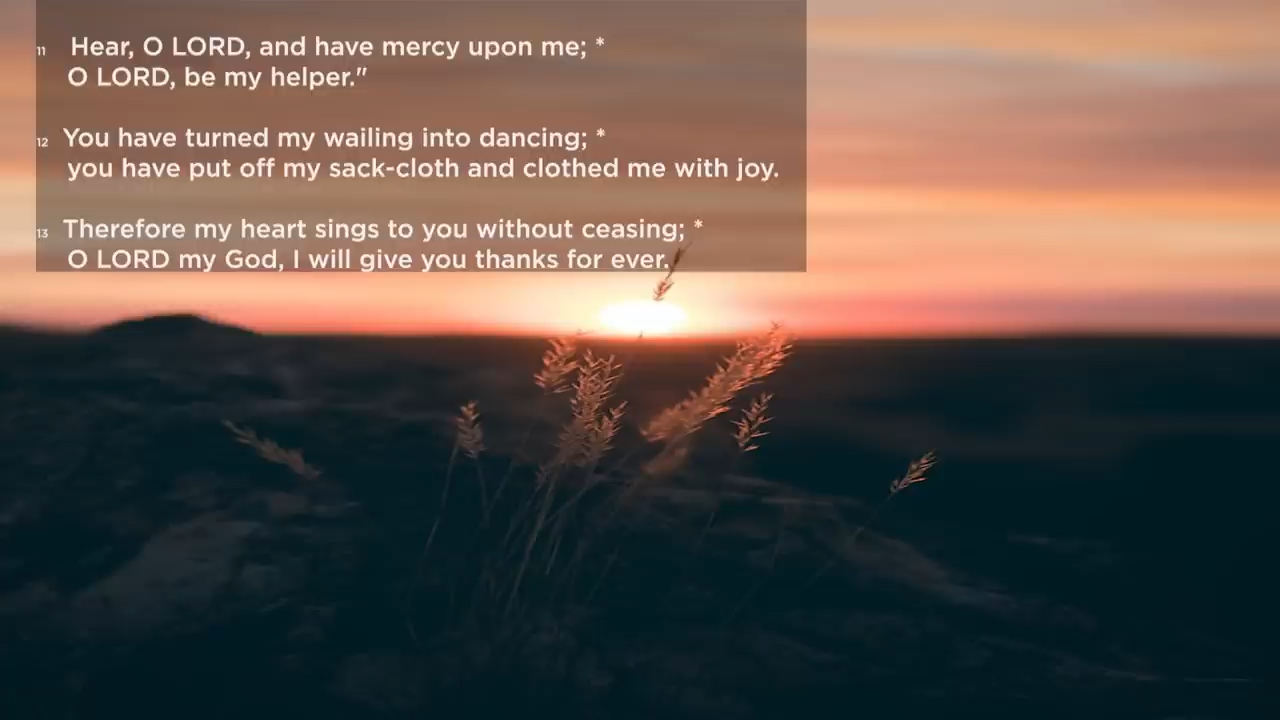 11 Hear, O LORD, and have mercy upon me; *
O LORD, be my helper."
12 You have turned my wailing into dancing; *
you have put off my sack-cloth and clothed me with joy.
13 Therefore my heart sings to you without ceasing; *
O LORD my God, I will give you thanks for ever.